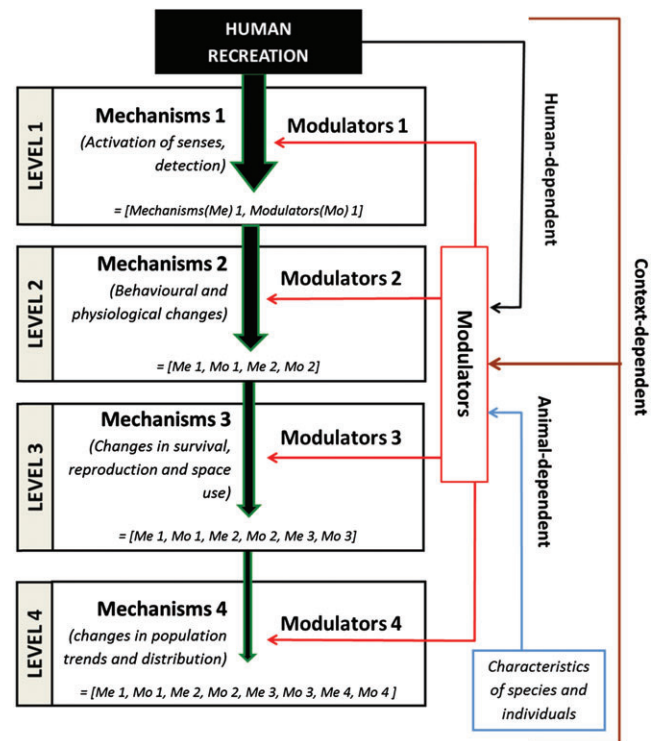 HUMAN
RECREATION
LEVEL 1
Mechanisms 1
(Activation of senses,
detection)
Modulators 1
= [Mechanisms(Me) 1, Modulators(Mo) 1]
LEVEL 2
Mechanisms 2
(Behavioural and
physiological changes)
Modulators 2
= [Me 1, Mo 1, Me 2, Mo 2]
LEVEL 3
Mechanisms 3
(Changes in survival,
reproduction and space
use)
Modulators 3
= [Me 1, Mo 1, Me 2, Mo 2, Me 3, Mo 3]
LEVEL 4
Mechanisms 4
(changes in population
trends and distribution)
Modulators 4
= [Me 1, Mo 1, Me 2, Mo 2, Me 3, Mo 3, Me 4, Mo 4 ]
Modulators
Human-dependent
Animal-dependent
Context-dependent
Characteristics
of species and
individuals